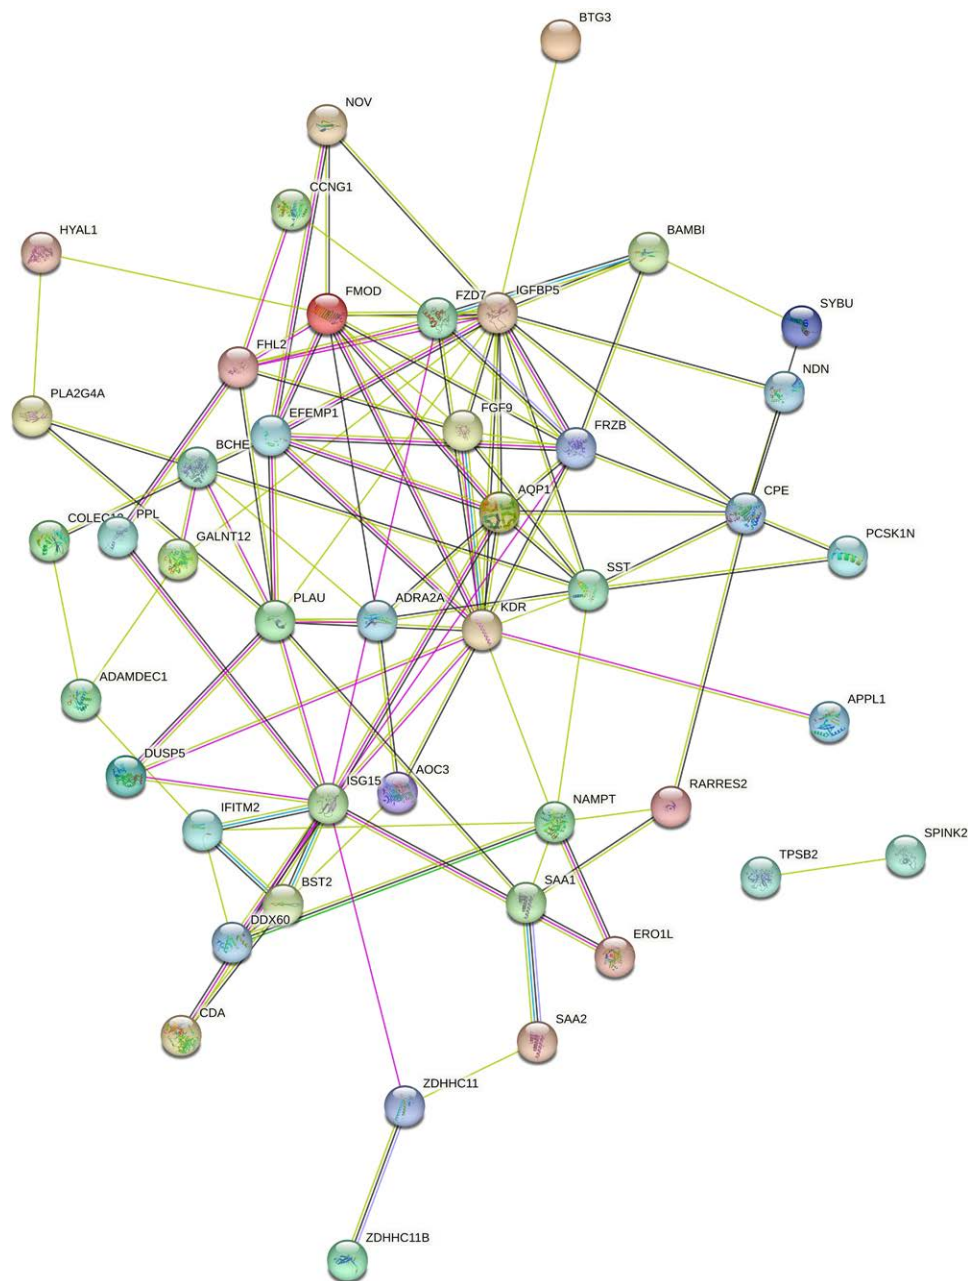 BTG3
NOV
CCNG1
HYAL1
BAMBI
FMOD
FZD7
IGFBP5
SYBU
FHL2
NDN
PLA2G4A
EFEMP1
FGF9
FRZB
BCHE
AQP1
CPE
COLEC12
PPL
GALNT12
PCSK1N
SST
PLAU
ADRA2A
KDR
ADAMDEC1
APPL1
DUSP5
ISG15
AOC3
RARRES2
IFITM2
NAMPT
SPINK2
TPSB2
BST2
SAA1
DDX60
ERO1L
CDA
SAA2
ZDHHC11
ZDHHC11B